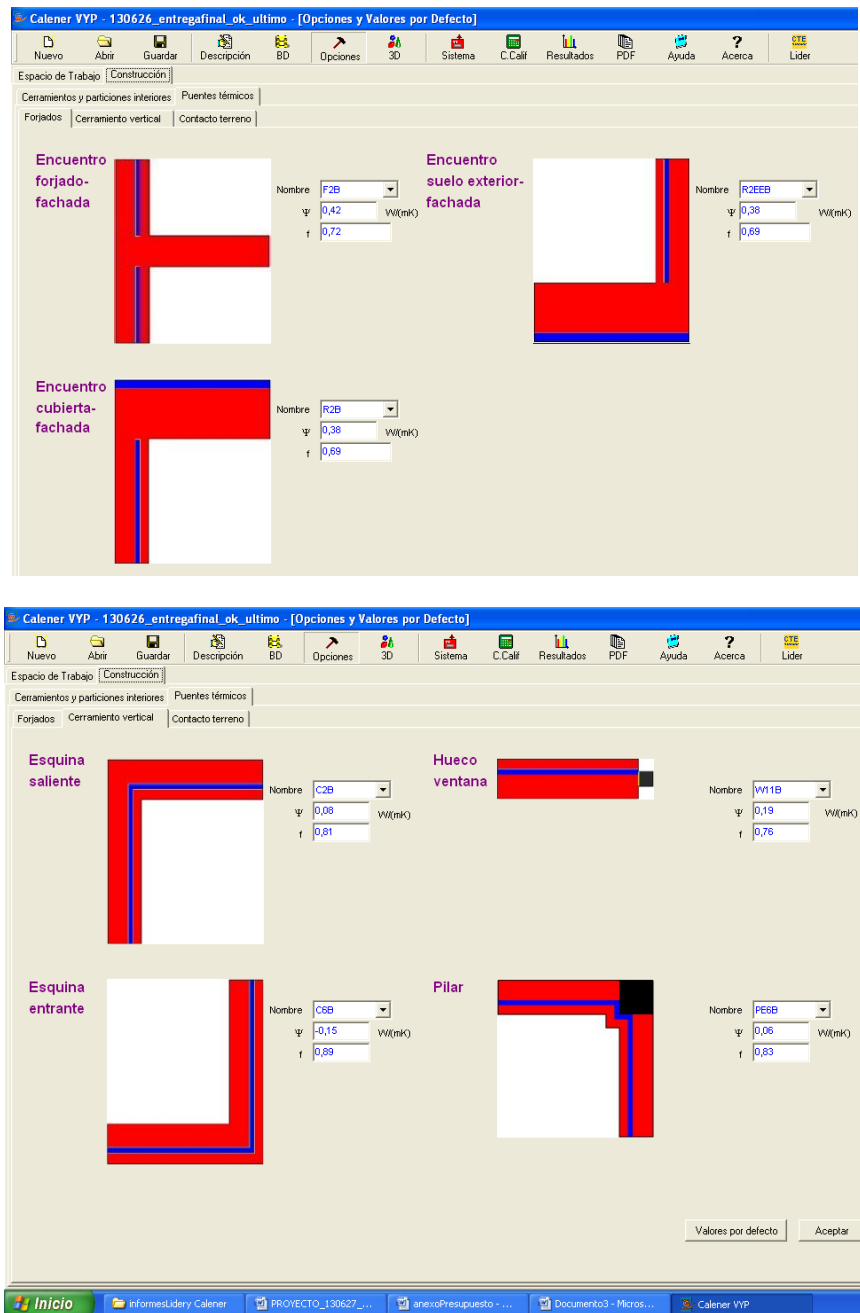 Calener VYP - 130626_entregafinal_ok_ultimo - [Opciones y Valores por Defecto]
Nuevo Abrir Guardar Descripción BD Opciones 3D Sistema C.Calif Resultados PDF Ayuda Acerca CTE Lider
Espacio de Trabajo Construcción
Cerramientos y particiones interiores Puentes térmicos
Forjados Cerramiento vertical Contacto terreno
Encuentro forjado-fachada
Nombre F2B
Ψ 0,42 W/(mK)
f 0,72
Encuentro suelo exterior-fachada
Nombre R2EEB
Ψ 0,38 W/(mK)
f 0,69
Encuentro cubierta-fachada
Nombre R2B
Ψ 0,38 W/(mK)
f 0,69
Calener VYP - 130626_entregafinal_ok_ultimo - [Opciones y Valores por Defecto]
Nuevo Abrir Guardar Descripción BD Opciones 3D Sistema C.Calif Resultados PDF Ayuda Acerca CTE Lider
Espacio de Trabajo Construcción
Cerramientos y particiones interiores Puentes térmicos
Forjados Cerramiento vertical Contacto terreno
Esquina saliente
Nombre C2B
Ψ 0,08 W/(mK)
f 0,81
Hueco ventana
Nombre W11B
Ψ 0,19 W/(mK)
f 0,76
Esquina entrante
Nombre C6B
Ψ -0,15 W/(mK)
f 0,89
Pilar
Nombre PE6B
Ψ 0,06 W/(mK)
f 0,83
Valores por defecto Aceptar
Inicio informesLidery Calener PROYECTO_130627_... anexoPresupuesto - ... Documento3 - Micros... Calener VYP